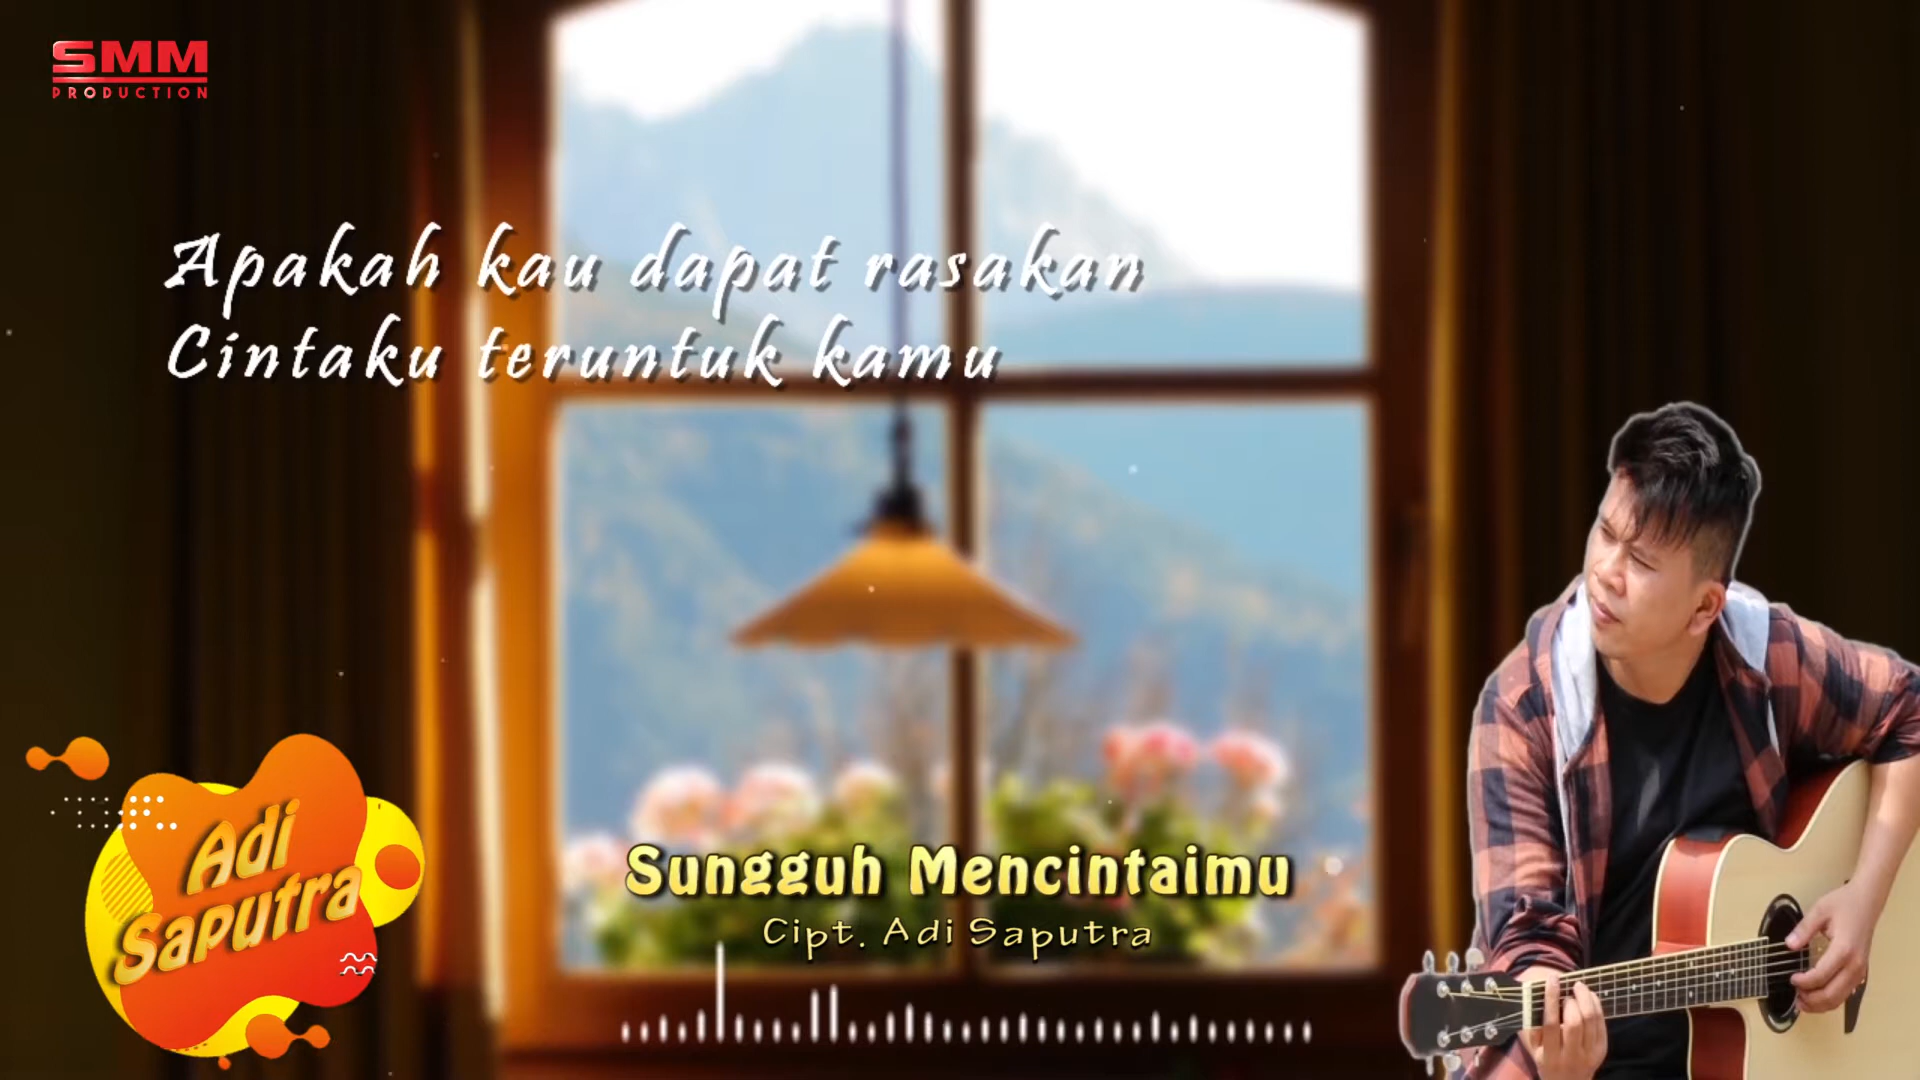 SMM
PRODUCTION
Apakah kau dapat rasakan
Cintaku teruntuk kamu
Adi
Saputra
Sungguh Mencintaimu
Cipt. Adi Saputra